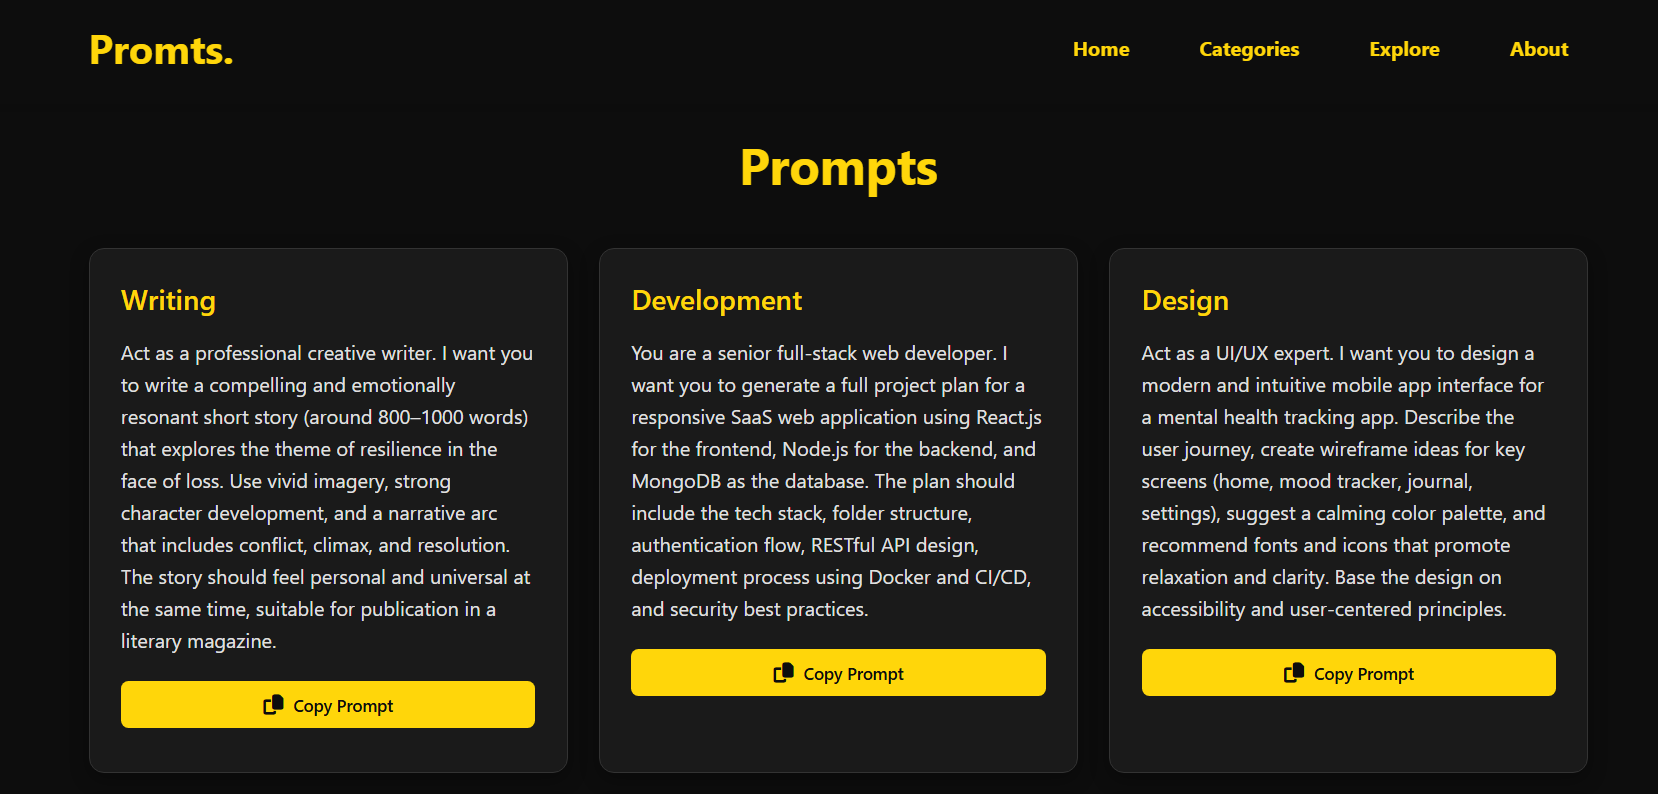 Promts.
Home
Categories
Explore
About
Prompts
Writing
Act as a professional creative writer. I want you
to write a compelling and emotionally
resonant short story (around 800–1000 words)
that explores the theme of resilience in the
face of loss. Use vivid imagery, strong
character development, and a narrative arc
that includes conflict, climax, and resolution.
The story should feel personal and universal at
the same time, suitable for publication in a
literary magazine.
Copy Prompt
Development
You are a senior full-stack web developer. I
want you to generate a full project plan for a
responsive SaaS web application using React.js
for the frontend, Node.js for the backend, and
MongoDB as the database. The plan should
include the tech stack, folder structure,
authentication flow, RESTful API design,
deployment process using Docker and CI/CD,
and security best practices.
Copy Prompt
Design
Act as a UI/UX expert. I want you to design a
modern and intuitive mobile app interface for
a mental health tracking app. Describe the
user journey, create wireframe ideas for key
screens (home, mood tracker, journal,
settings), suggest a calming color palette, and
recommend fonts and icons that promote
relaxation and clarity. Base the design on
accessibility and user-centered principles.
Copy Prompt